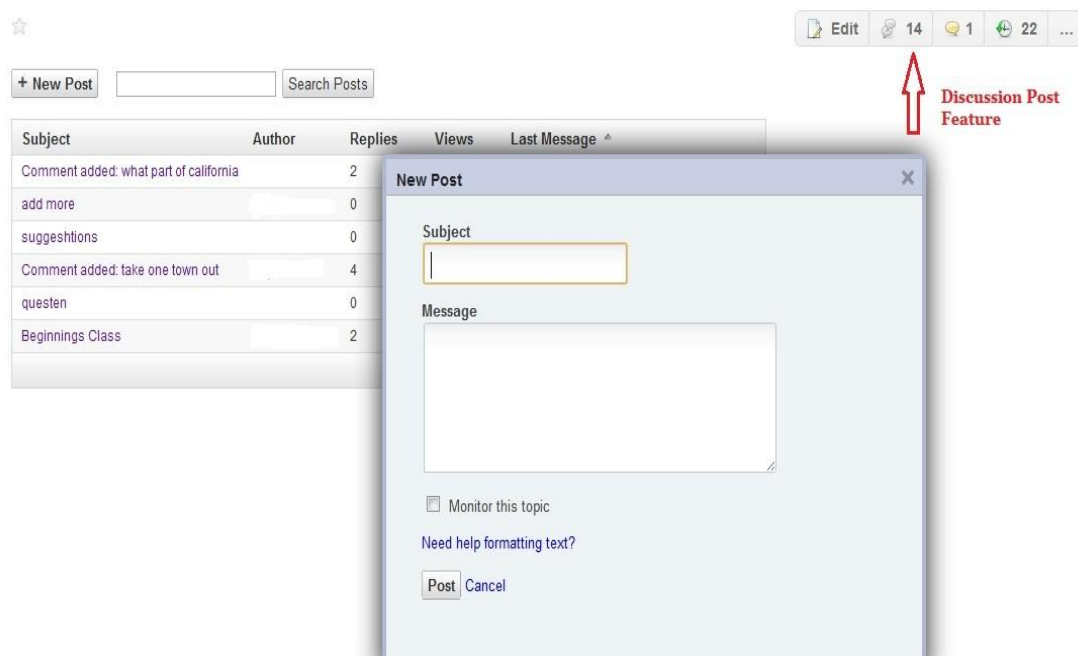 Edit 14 1 22 ...
+ New Post Search Posts
Discussion Post
Feature
Subject Author Replies Views Last Message
Comment added: what part of california 2
add more 0
suggeshtions 0
Comment added: take one town out 4
questen 0
Beginnings Class 2
New Post
Subject
Message
Monitor this topic
Need help formatting text?
Post Cancel